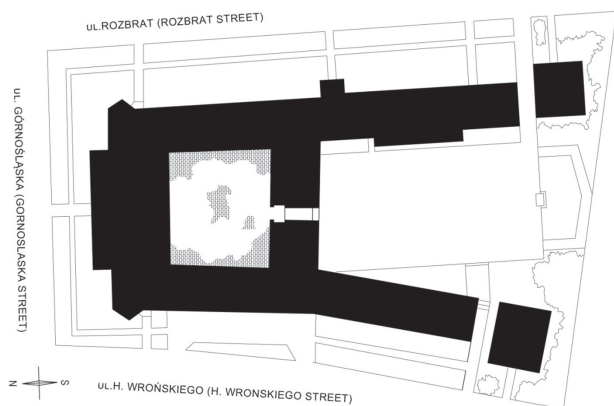 UL.ROZBRAT (ROZBRAT STREET)
UL. GÓRNOŚLĄSKA (GORNOSLASKA STREET)
N S
UL.H. WROŃSKIEGO (H. WRONSKIEGO STREET)